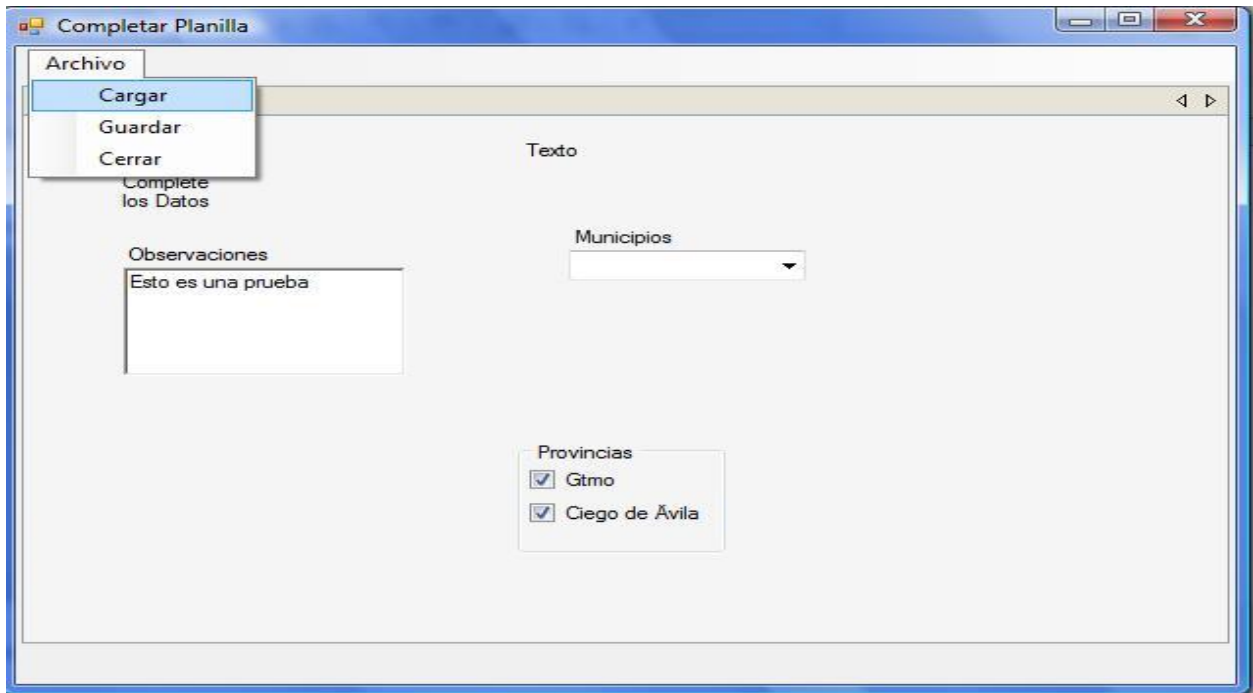 Completar Planilla
Archivo
Cargar
Guardar
Cerrar
Texto
Complete
los Datos
Municipios
Observaciones
Esto es una prueba
Provincias
Gtmo
Ciego de Ävila